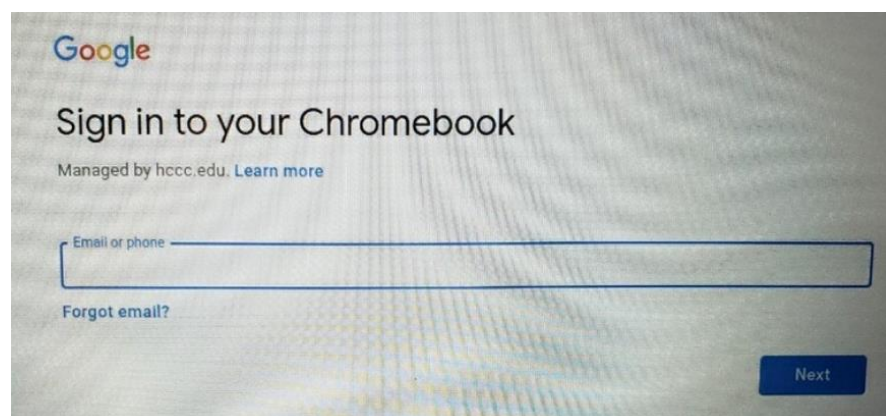 Google
Sign in to your Chromebook
Managed by hccc.edu. Learn more
Email or phone
Forgot email?
Next